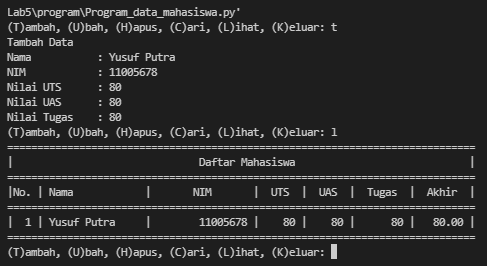 Lab5\program\Program_data_mahasiswa.py'
(T)ambah, (U)bah, (H)apus, (C)ari, (L)ihat, (K)eluar: t
Tambah Data
Nama          : Yusuf Putra
NIM           : 11005678
Nilai UTS     : 80
Nilai UAS     : 80
Nilai Tugas   : 80
(T)ambah, (U)bah, (H)apus, (C)ari, (L)ihat, (K)eluar: l
==========================================================================
|                             Daftar Mahasiswa                           |
==========================================================================
|No. | Nama           |      NIM      |  UTS  |  UAS  |  Tugas  |  Akhir |
==========================================================================
|  1 | Yusuf Putra    |      11005678 |    80 |    80 |      80 |  80.00 |
==========================================================================
(T)ambah, (U)bah, (H)apus, (C)ari, (L)ihat, (K)eluar: